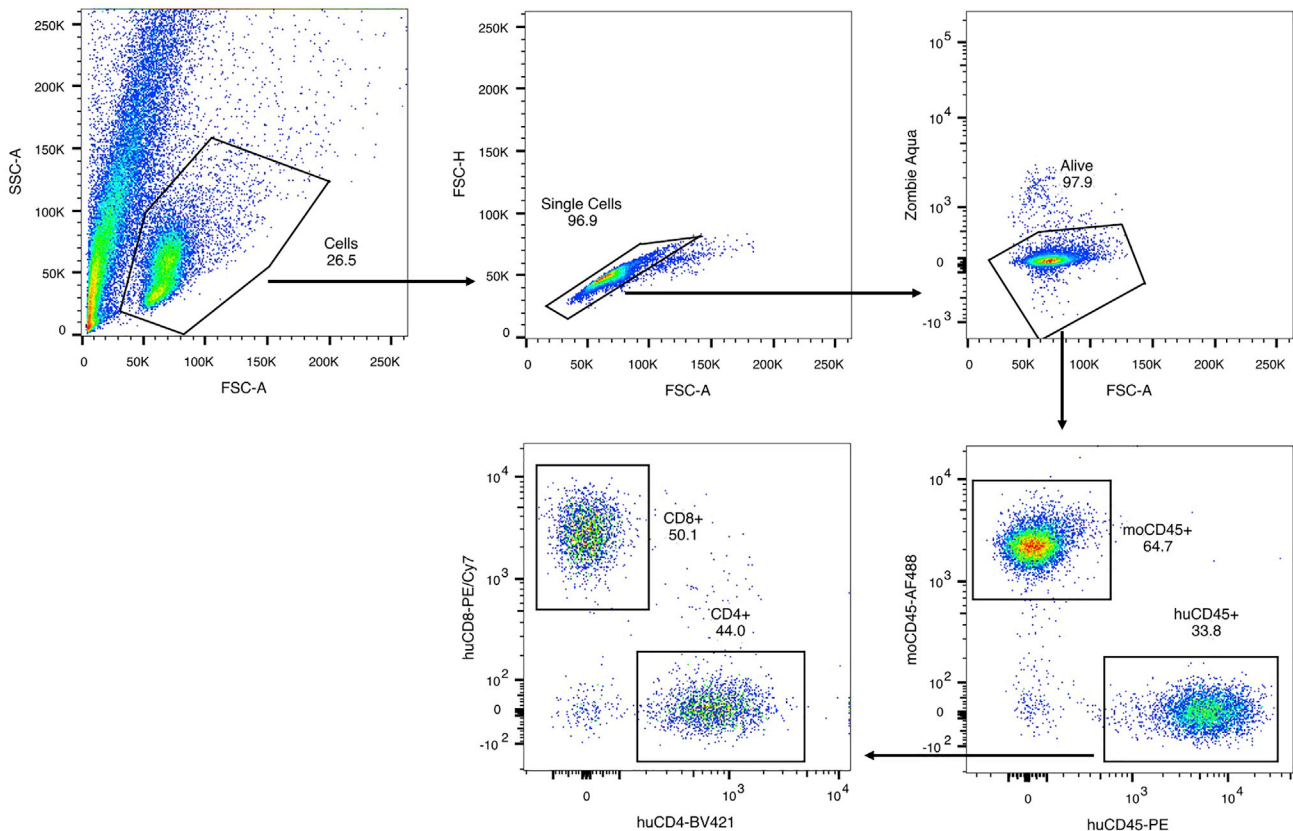 250K
200K
150K
100K
50K
0
SSC-A
Cells
26.5
0
50K
100K
150K
200K
250K
FSC-A
250K
200K
150K
100K
50K
0
FSC-H
Single Cells
96.9
0
50K
100K
150K
200K
250K
FSC-A
10^5
10^4
10^3
0
-10^3
Zombie Aqua
Alive
97.9
50K
100K
150K
200K
250K
FSC-A
10^4
10^3
10^2
0
-10^2
huCD8-PE/Cy7
CD8+
50.1
CD4+
44.0
0
10^3
10^4
huCD4-BV421
10^4
10^3
10^2
0
-10^2
moCD45-AF488
moCD45+
64.7
huCD45+
33.8
0
10^3
10^4
huCD45-PE